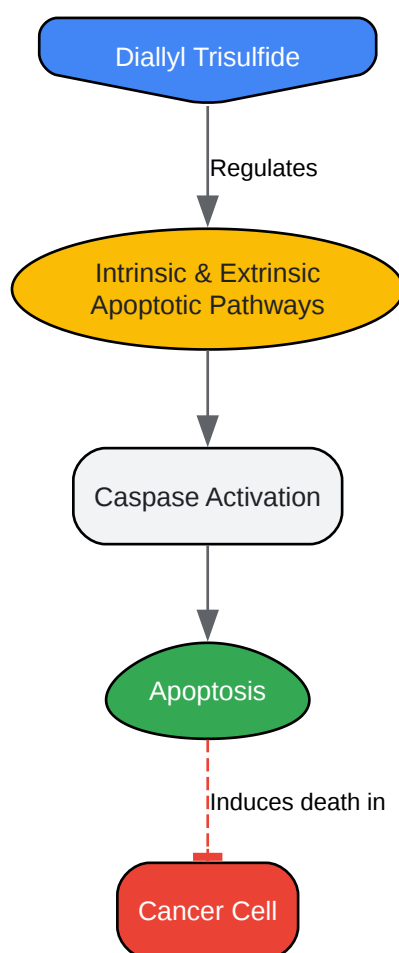 Diallyl Trisulfide
Regulates
Intrinsic & Extrinsic
Apoptotic Pathways
Caspase Activation
Apoptosis
Induces death in
Cancer Cell